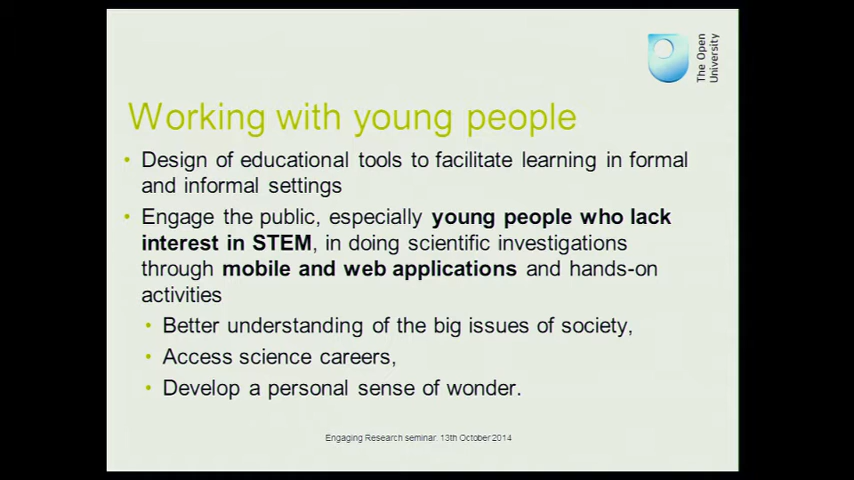 The Open
University
Working with young people
• Design of educational tools to facilitate learning in formal
and informal settings
• Engage the public, especially young people who lack
interest in STEM, in doing scientific investigations
through mobile and web applications and hands-on
activities
• Better understanding of the big issues of society,
• Access science careers,
• Develop a personal sense of wonder.
Engaging Research seminar. 13th October 2014